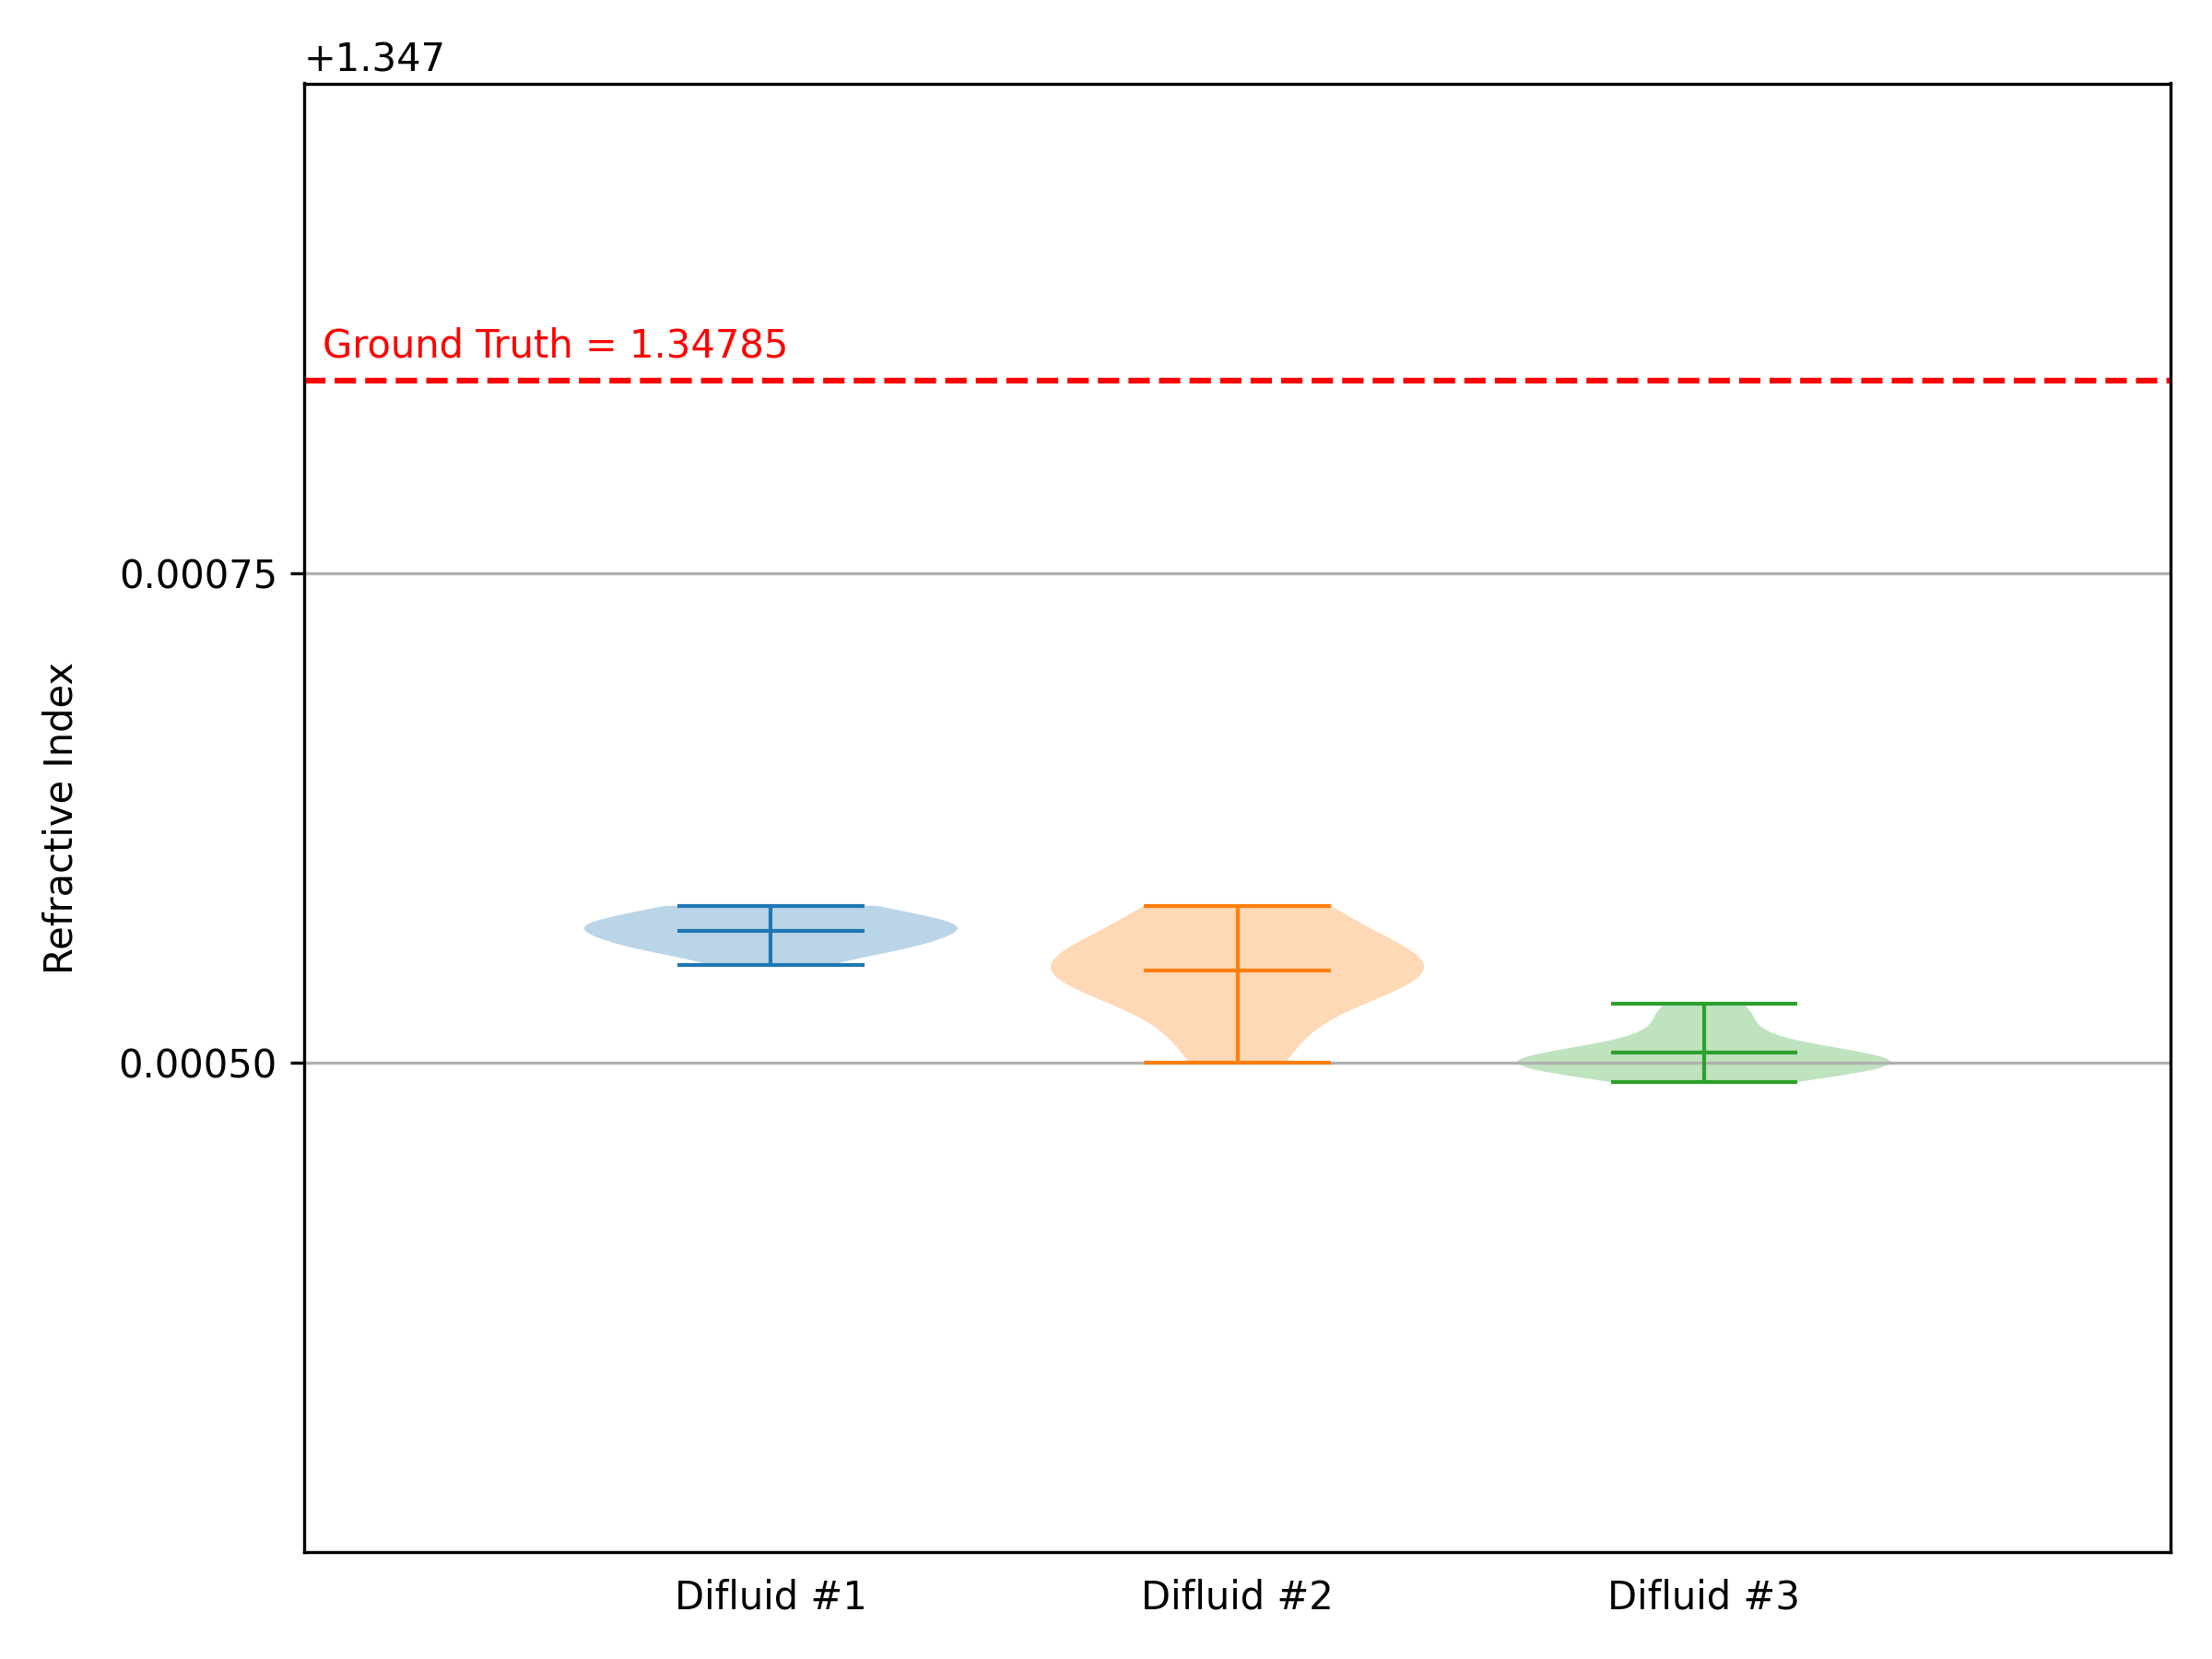 +1.347
Ground Truth = 1.34785
0.00075
Refractive Index
0.00050
Difluid #1
Difluid #2
Difluid #3